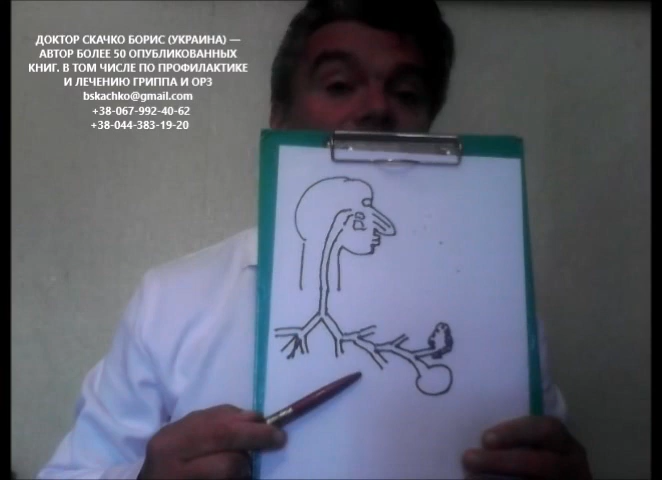 ДОКТОР СКАЧКО БОРИС (УКРАИНА) —
АВТОР БОЛЕЕ 50 ОПУБЛИКОВАННЫХ
КНИГ. В ТОМ ЧИСЛЕ ПО ПРОФИЛАКТИКЕ
И ЛЕЧЕНИЮ ГРИППА И ОРЗ
bskachko@gmail.com
+38-067-992-40-62
+38-044-383-19-20